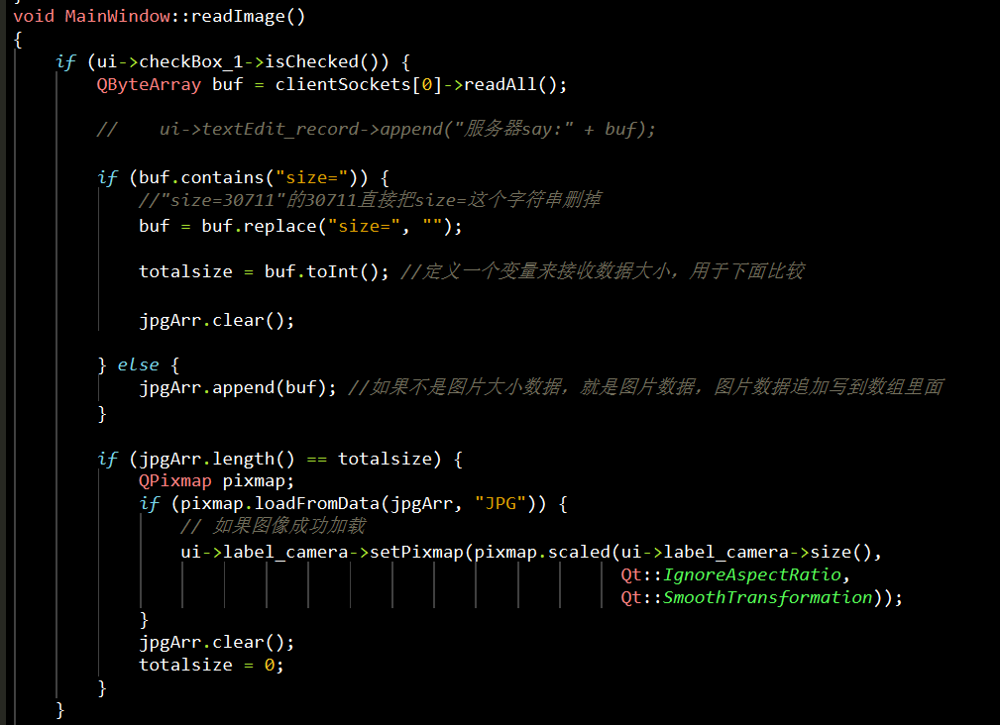 void MainWindow::readImage()
{
    if (ui->checkBox_1->isChecked()) {
        QByteArray buf = clientSockets[0]->readAll();
        //    ui->textEdit_record->append("服务器say:" + buf);
        if (buf.contains("size=")) {
            //"size=30711"的30711直接把size=这个字符串删掉
            buf = buf.replace("size=", "");
            totalsize = buf.toInt(); //定义一个变量来接收数据大小，用于下面比较
            jpgArr.clear();
        } else {
            jpgArr.append(buf); //如果不是图片大小数据，就是图片数据，图片数据追加写到数组里面
        }
        if (jpgArr.length() == totalsize) {
            QPixmap pixmap;
            if (pixmap.loadFromData(jpgArr, "JPG")) {
                // 如果图像成功加载
                ui->label_camera->setPixmap(pixmap.scaled(ui->label_camera->size(),
                                                          Qt::IgnoreAspectRatio,
                                                          Qt::SmoothTransformation));
            }
            jpgArr.clear();
            totalsize = 0;
        }
    }